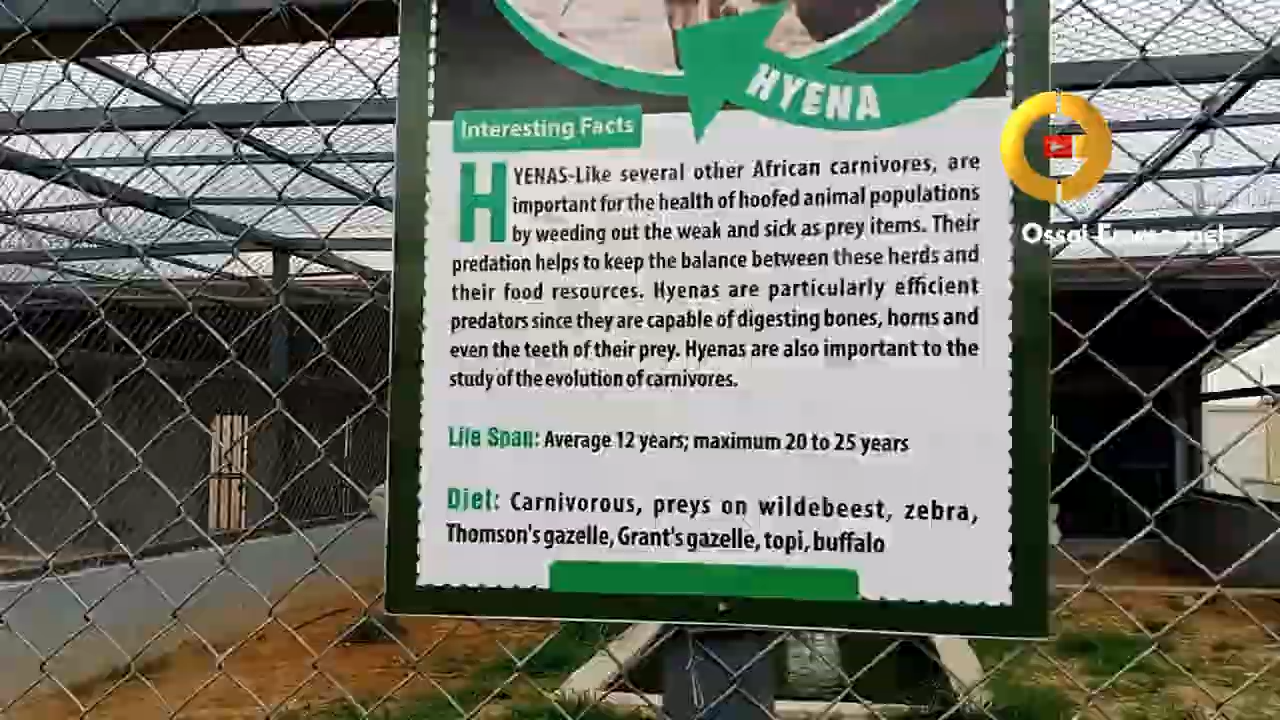 HYENA
Interesting Facts
HYENAS-Like several other African carnivores, are
important for the health of hoofed animal populations
by weeding out the weak and sick as prey items. Their
predation helps to keep the balance between these herds and
their food resources. Hyenas are particularly efficient
predators since they are capable of digesting bones, horns and
even the teeth of their prey. Hyenas are also important to the
study of the evolution of carnivores.
Life Span: Average 12 years; maximum 20 to 25 years
Diet: Carnivorous, preys on wildebeest, zebra,
Thomson's gazelle, Grant's gazelle, topi, buffalo